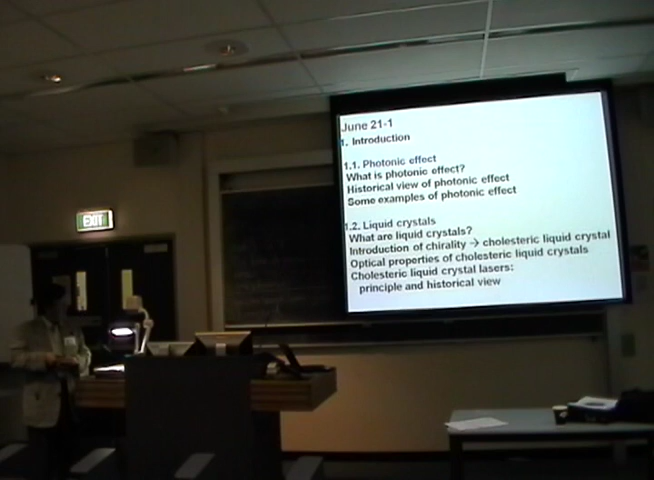 June 21-1
1. Introduction
1.1. Photonic effect
What is photonic effect?
Historical view of photonic effect
Some examples of photonic effect
1.2. Liquid crystals
What are liquid crystals?
Introduction of chirality → cholesteric liquid crystal
Optical properties of cholesteric liquid crystals
Cholesteric liquid crystal lasers:
principle and historical view
EXIT